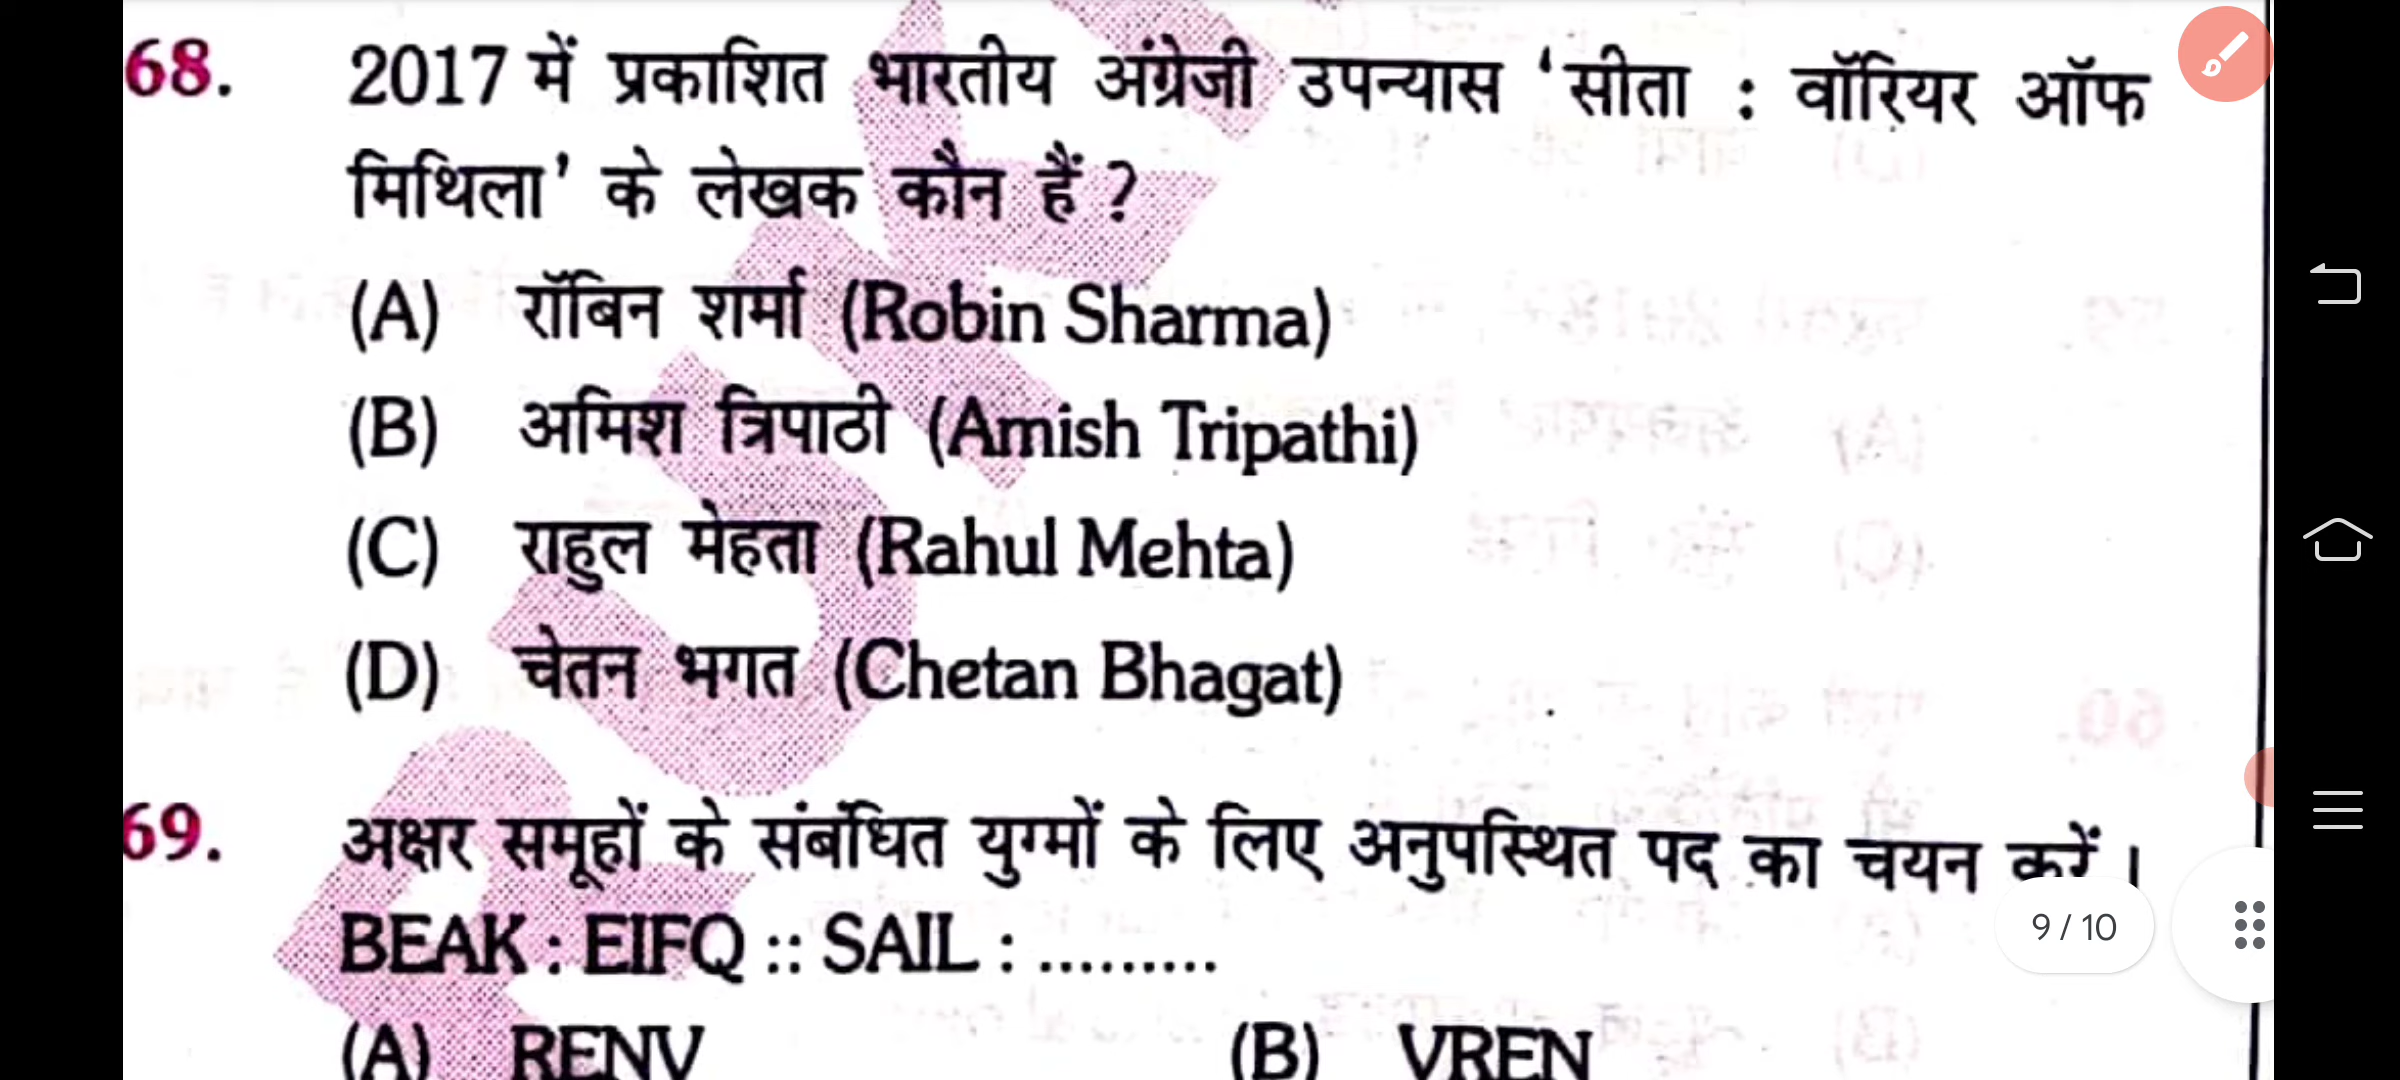 68. 2017 में प्रकाशित भारतीय अंग्रेजी उपन्यास ‘सीता : वॉरियर ऑफ
मिथिला’ के लेखक कौन हैं ?
(A) रॉबिन शर्मा (Robin Sharma)
(B) अमिश त्रिपाठी (Amish Tripathi)
(C) राहुल मेहता (Rahul Mehta)
(D) चेतन भगत (Chetan Bhagat)
69. अक्षर समूहों के संबंधित युग्मों के लिए अनुपस्थित पद का चयन करें ।
BEAK : EIFQ :: SAIL : .........
9 / 10
(A) RENV (B) VREN